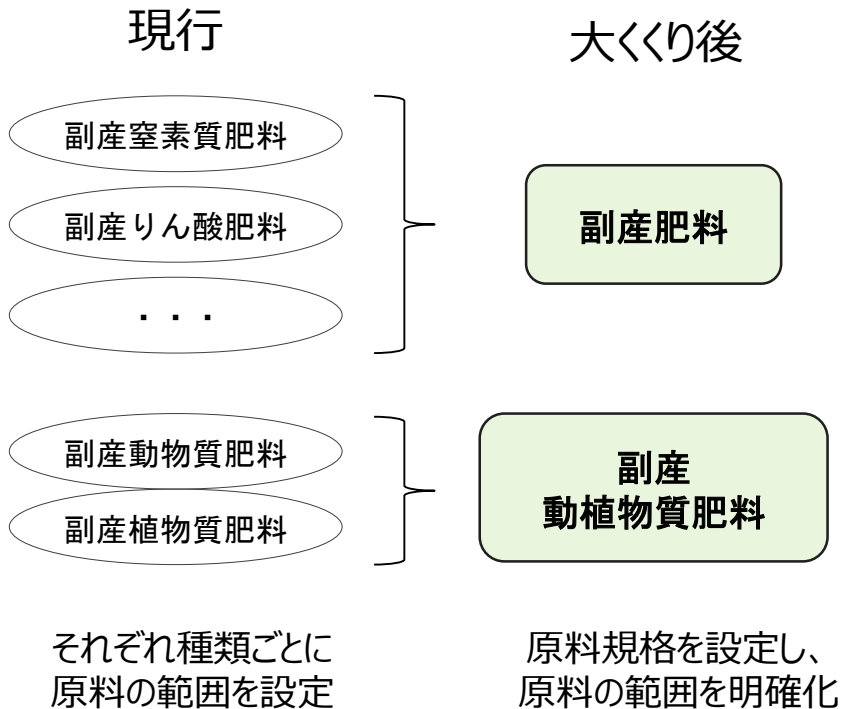 現行
大くくり後
副産窒素質肥料
副産りん酸肥料
・・・
副産肥料
副産動物質肥料
副産植物質肥料
副産
動植物質肥料
それぞれ種類ごとに
原料の範囲を設定
原料規格を設定し、
原料の範囲を明確化